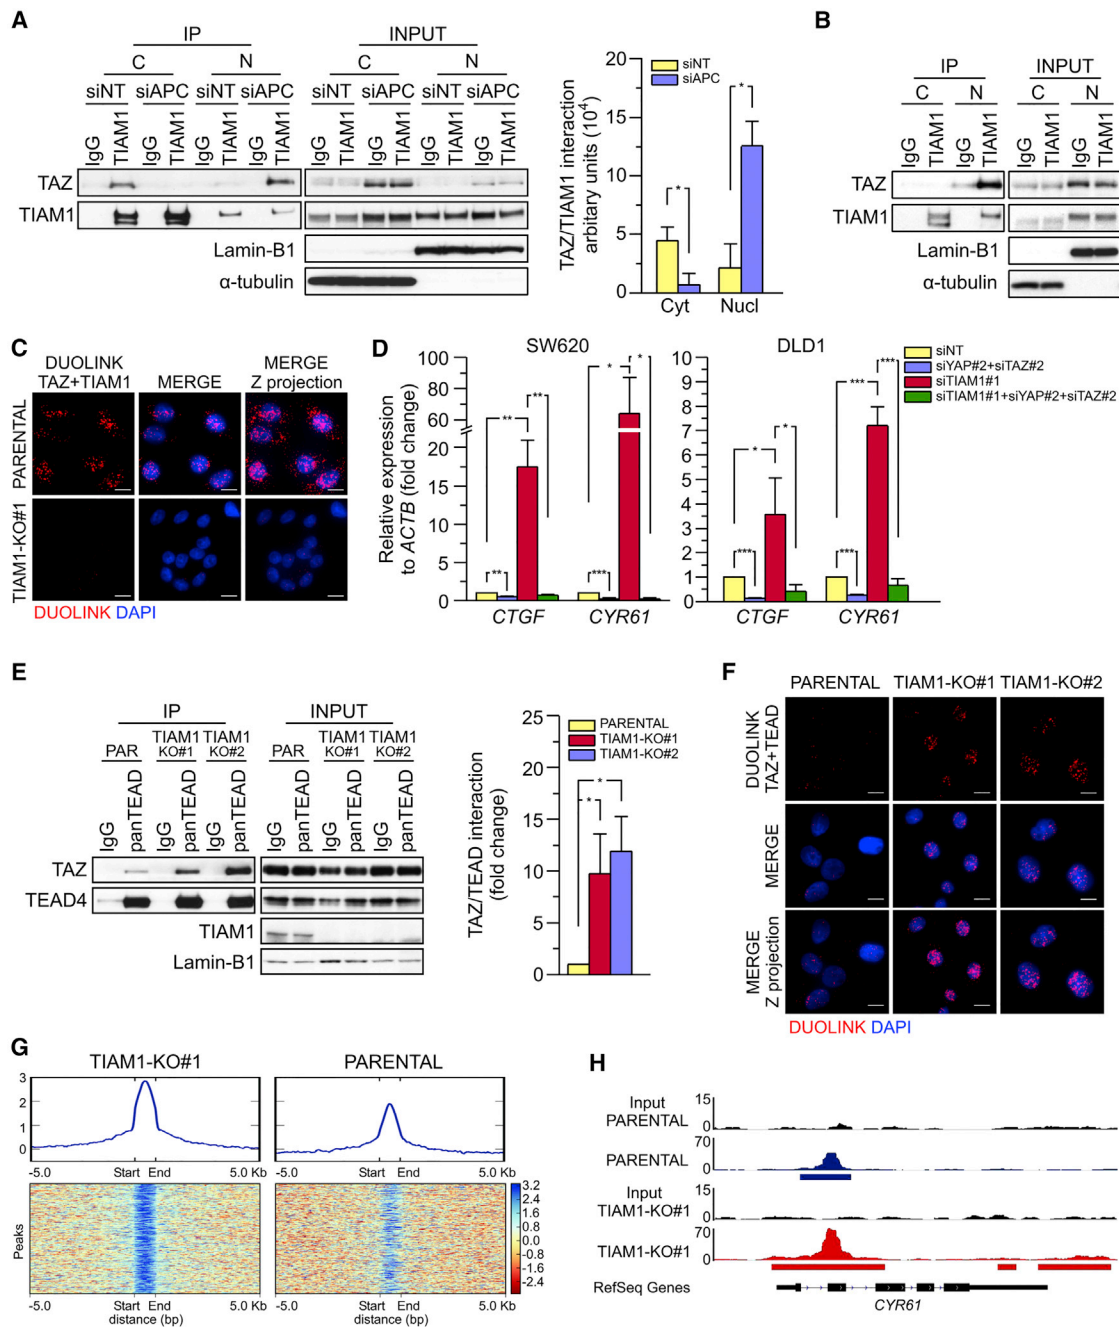 A
IP
INPUT
C N C N
siNT siAPC siNT siAPC siNT siAPC siNT siAPC
IgG TIAM1 IgG TIAM1 IgG TIAM1 IgG TIAM1 IgG TIAM1 IgG TIAM1 IgG TIAM1 IgG TIAM1
TAZ
TIAM1
Lamin-B1
α-tubulin
TAZ/TIAM1 interaction
arbitary units (10⁴)
20
15
10
5
0
siNT
siAPC
* *
Cyt Nucl
B
IP INPUT
C N C N
IgG TIAM1 IgG TIAM1 IgG TIAM1 IgG TIAM1
TAZ
TIAM1
Lamin-B1
α-tubulin
C
DUOLINK
TAZ+TIAM1
MERGE
MERGE
Z projection
PARENTAL
TIAM1-KO#1
DUOLINK DAPI
D
SW620
DLD1
Relative expression
to ACTB (fold change)
100
80
60
20
15
10
5
0
** ** ** * * ***
CTGF CYR61
10
9
8
7
6
5
4
3
2
1
0
*** * * *** *** ***
CTGF CYR61
siNT
siYAP#2+siTAZ#2
siTIAM1#1
siTIAM1#1+siYAP#2+siTAZ#2
E
IP INPUT
PAR TIAM1 KO#1 TIAM1 KO#2 PAR TIAM1 KO#1 TIAM1 KO#2
IgG panTEAD IgG panTEAD IgG panTEAD IgG panTEAD IgG panTEAD IgG panTEAD
TAZ
TEAD4
TIAM1
Lamin-B1
TAZ/TEAD interaction
(fold change)
25
20
15
10
5
0
PARENTAL
TIAM1-KO#1
TIAM1-KO#2
* *
F
PARENTAL TIAM1-KO#1 TIAM1-KO#2
DUOLINK
TAZ+TEAD
MERGE
MERGE
Z projection
DUOLINK DAPI
G
TIAM1-KO#1 PARENTAL
3
2
1
0
-5.0 Start End 5.0 Kb
-5.0 Start End 5.0 Kb
Peaks
3.2
2.4
1.6
0.8
0.0
-0.8
-1.6
-2.4
-5.0 Start End 5.0 Kb
distance (bp)
-5.0 Start End 5.0 Kb
distance (bp)
H
Input
PARENTAL
15
0
PARENTAL
70
0
Input
TIAM1-KO#1
15
0
TIAM1-KO#1
70
0
RefSeq Genes
CYR61